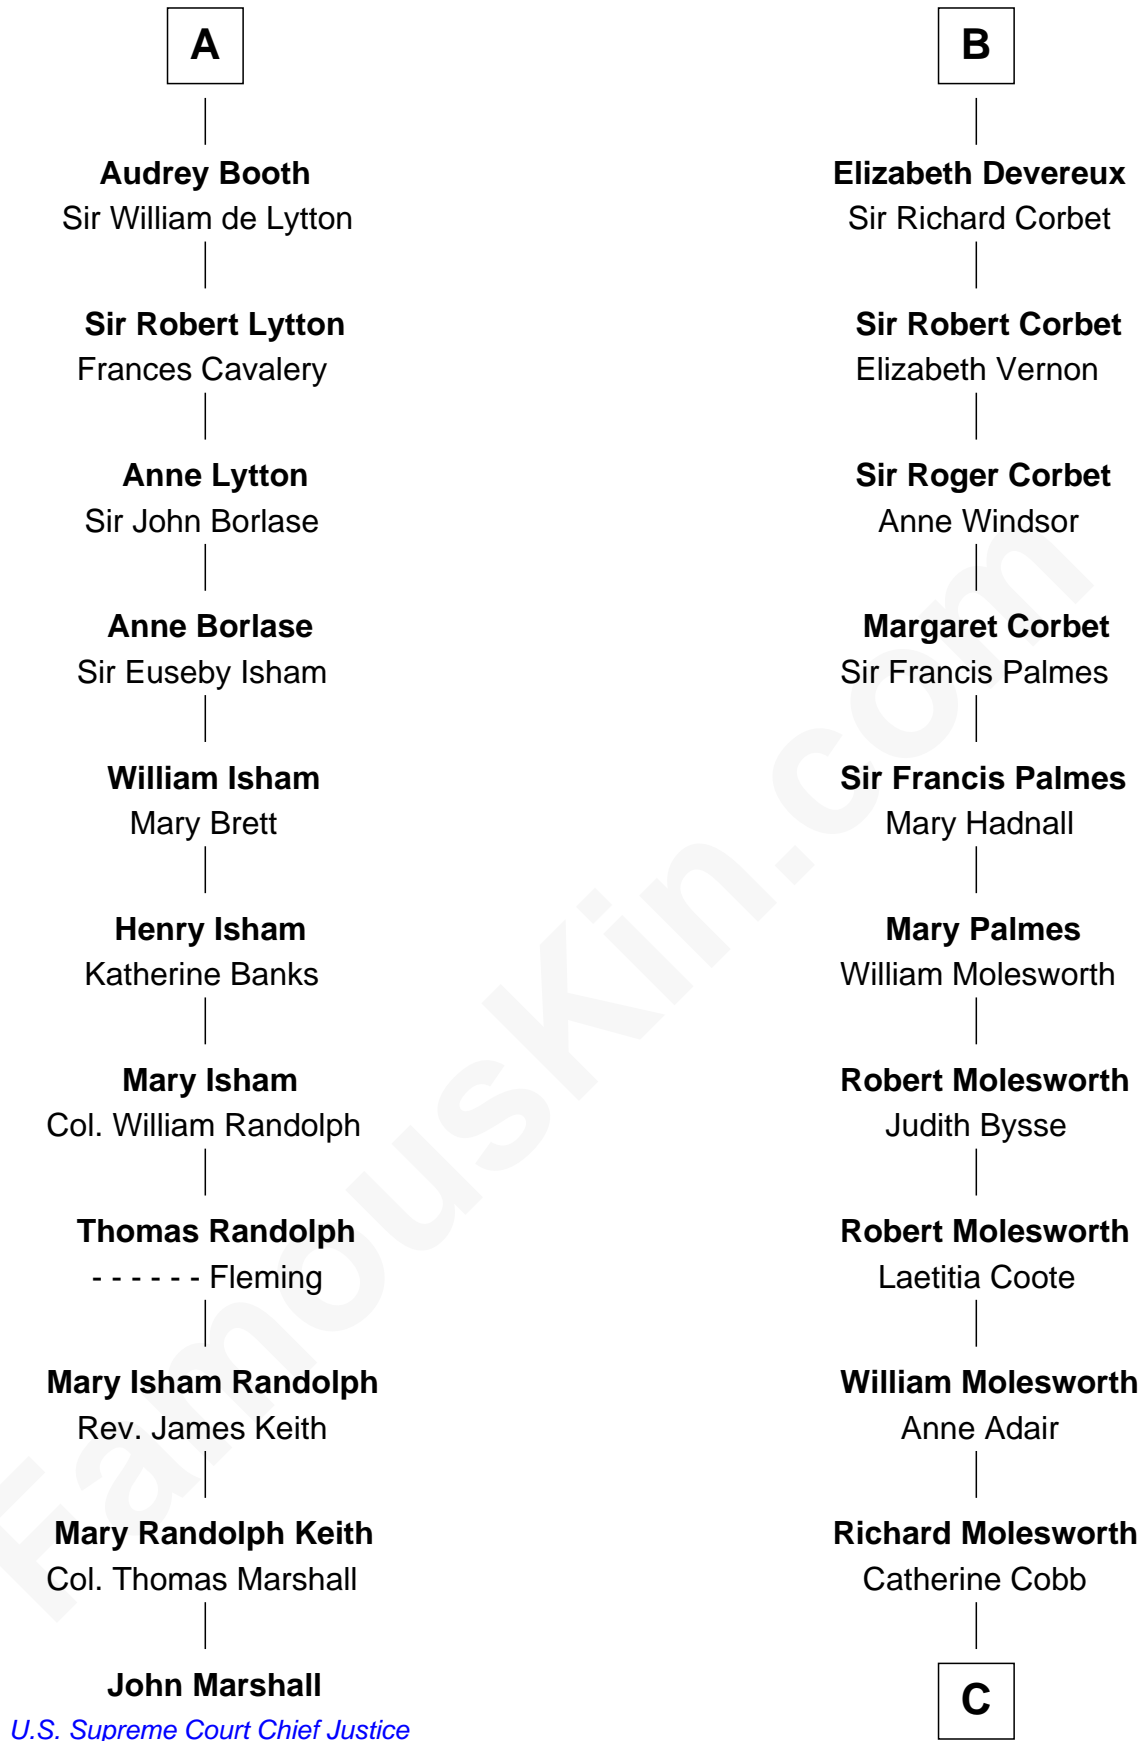 A
Audrey Booth
Sir William de Lytton
Sir Robert Lytton
Frances Cavalery
Anne Lytton
Sir John Borlase
Anne Borlase
Sir Euseby Isham
William Isham
Mary Brett
Henry Isham
Katherine Banks
Mary Isham
Col. William Randolph
Thomas Randolph
- - - - - - Fleming
Mary Isham Randolph
Rev. James Keith
Mary Randolph Keith
Col. Thomas Marshall
John Marshall
U.S. Supreme Court Chief Justice
B
Elizabeth Devereux
Sir Richard Corbet
Sir Robert Corbet
Elizabeth Vernon
Sir Roger Corbet
Anne Windsor
Margaret Corbet
Sir Francis Palmes
Sir Francis Palmes
Mary Hadnall
Mary Palmes
William Molesworth
Robert Molesworth
Judith Bysse
Robert Molesworth
Laetitia Coote
William Molesworth
Anne Adair
Richard Molesworth
Catherine Cobb
C
FamousKin.com